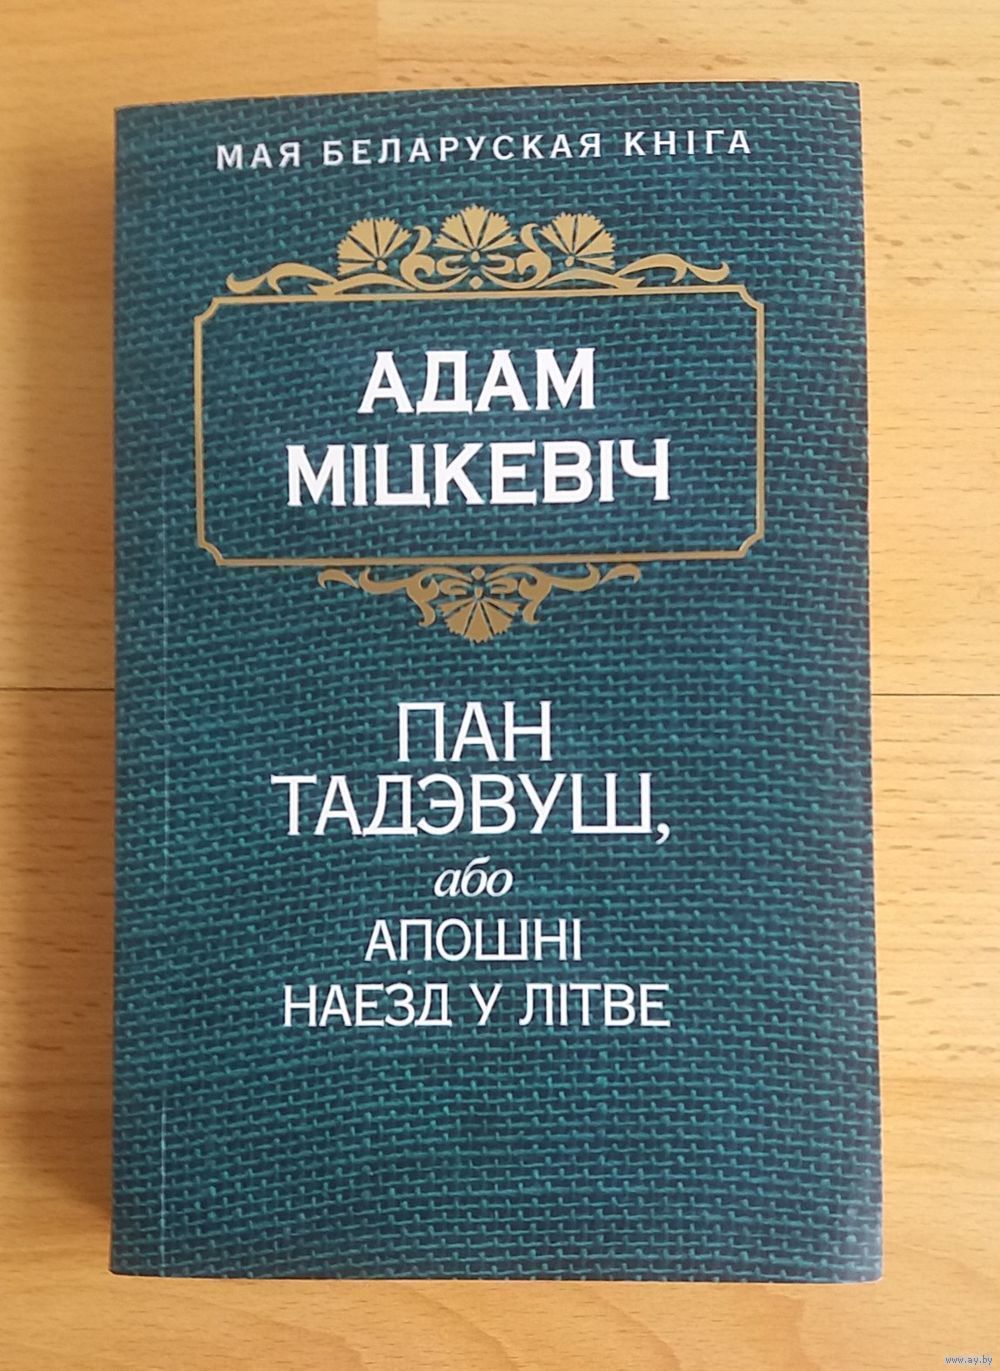 МАЯ БЕЛАРУСКАЯ КНІГА
АДАМ
МІЦКЕВІЧ
ПАН
ТАДЭВУШ,
або
АПОШНІ
НАЕЗД У ЛІТВЕ
www.ay.by